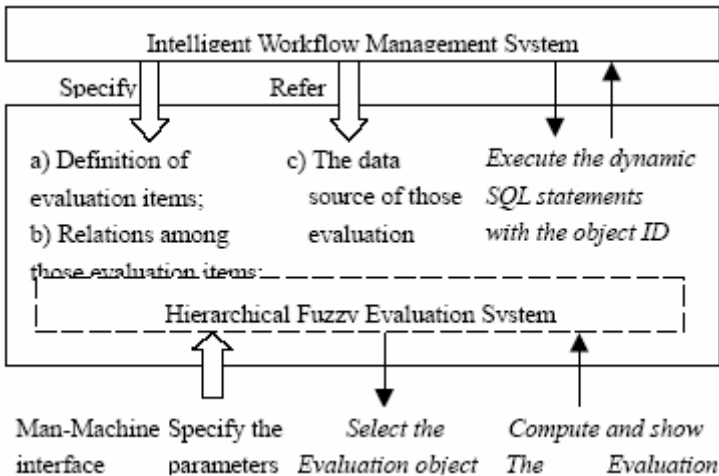 Intelligent Workflow Management System
Specify Refer
a) Definition of
evaluation items;
b) Relations among
those evaluation items;
c) The data
source of those
evaluation
Execute the dynamic
SQL statements
with the object ID
Hierarchical Fuzzy Evaluation System
Man-Machine
interface
Specify the
parameters
Select the
Evaluation object
Compute and show
The Evaluation